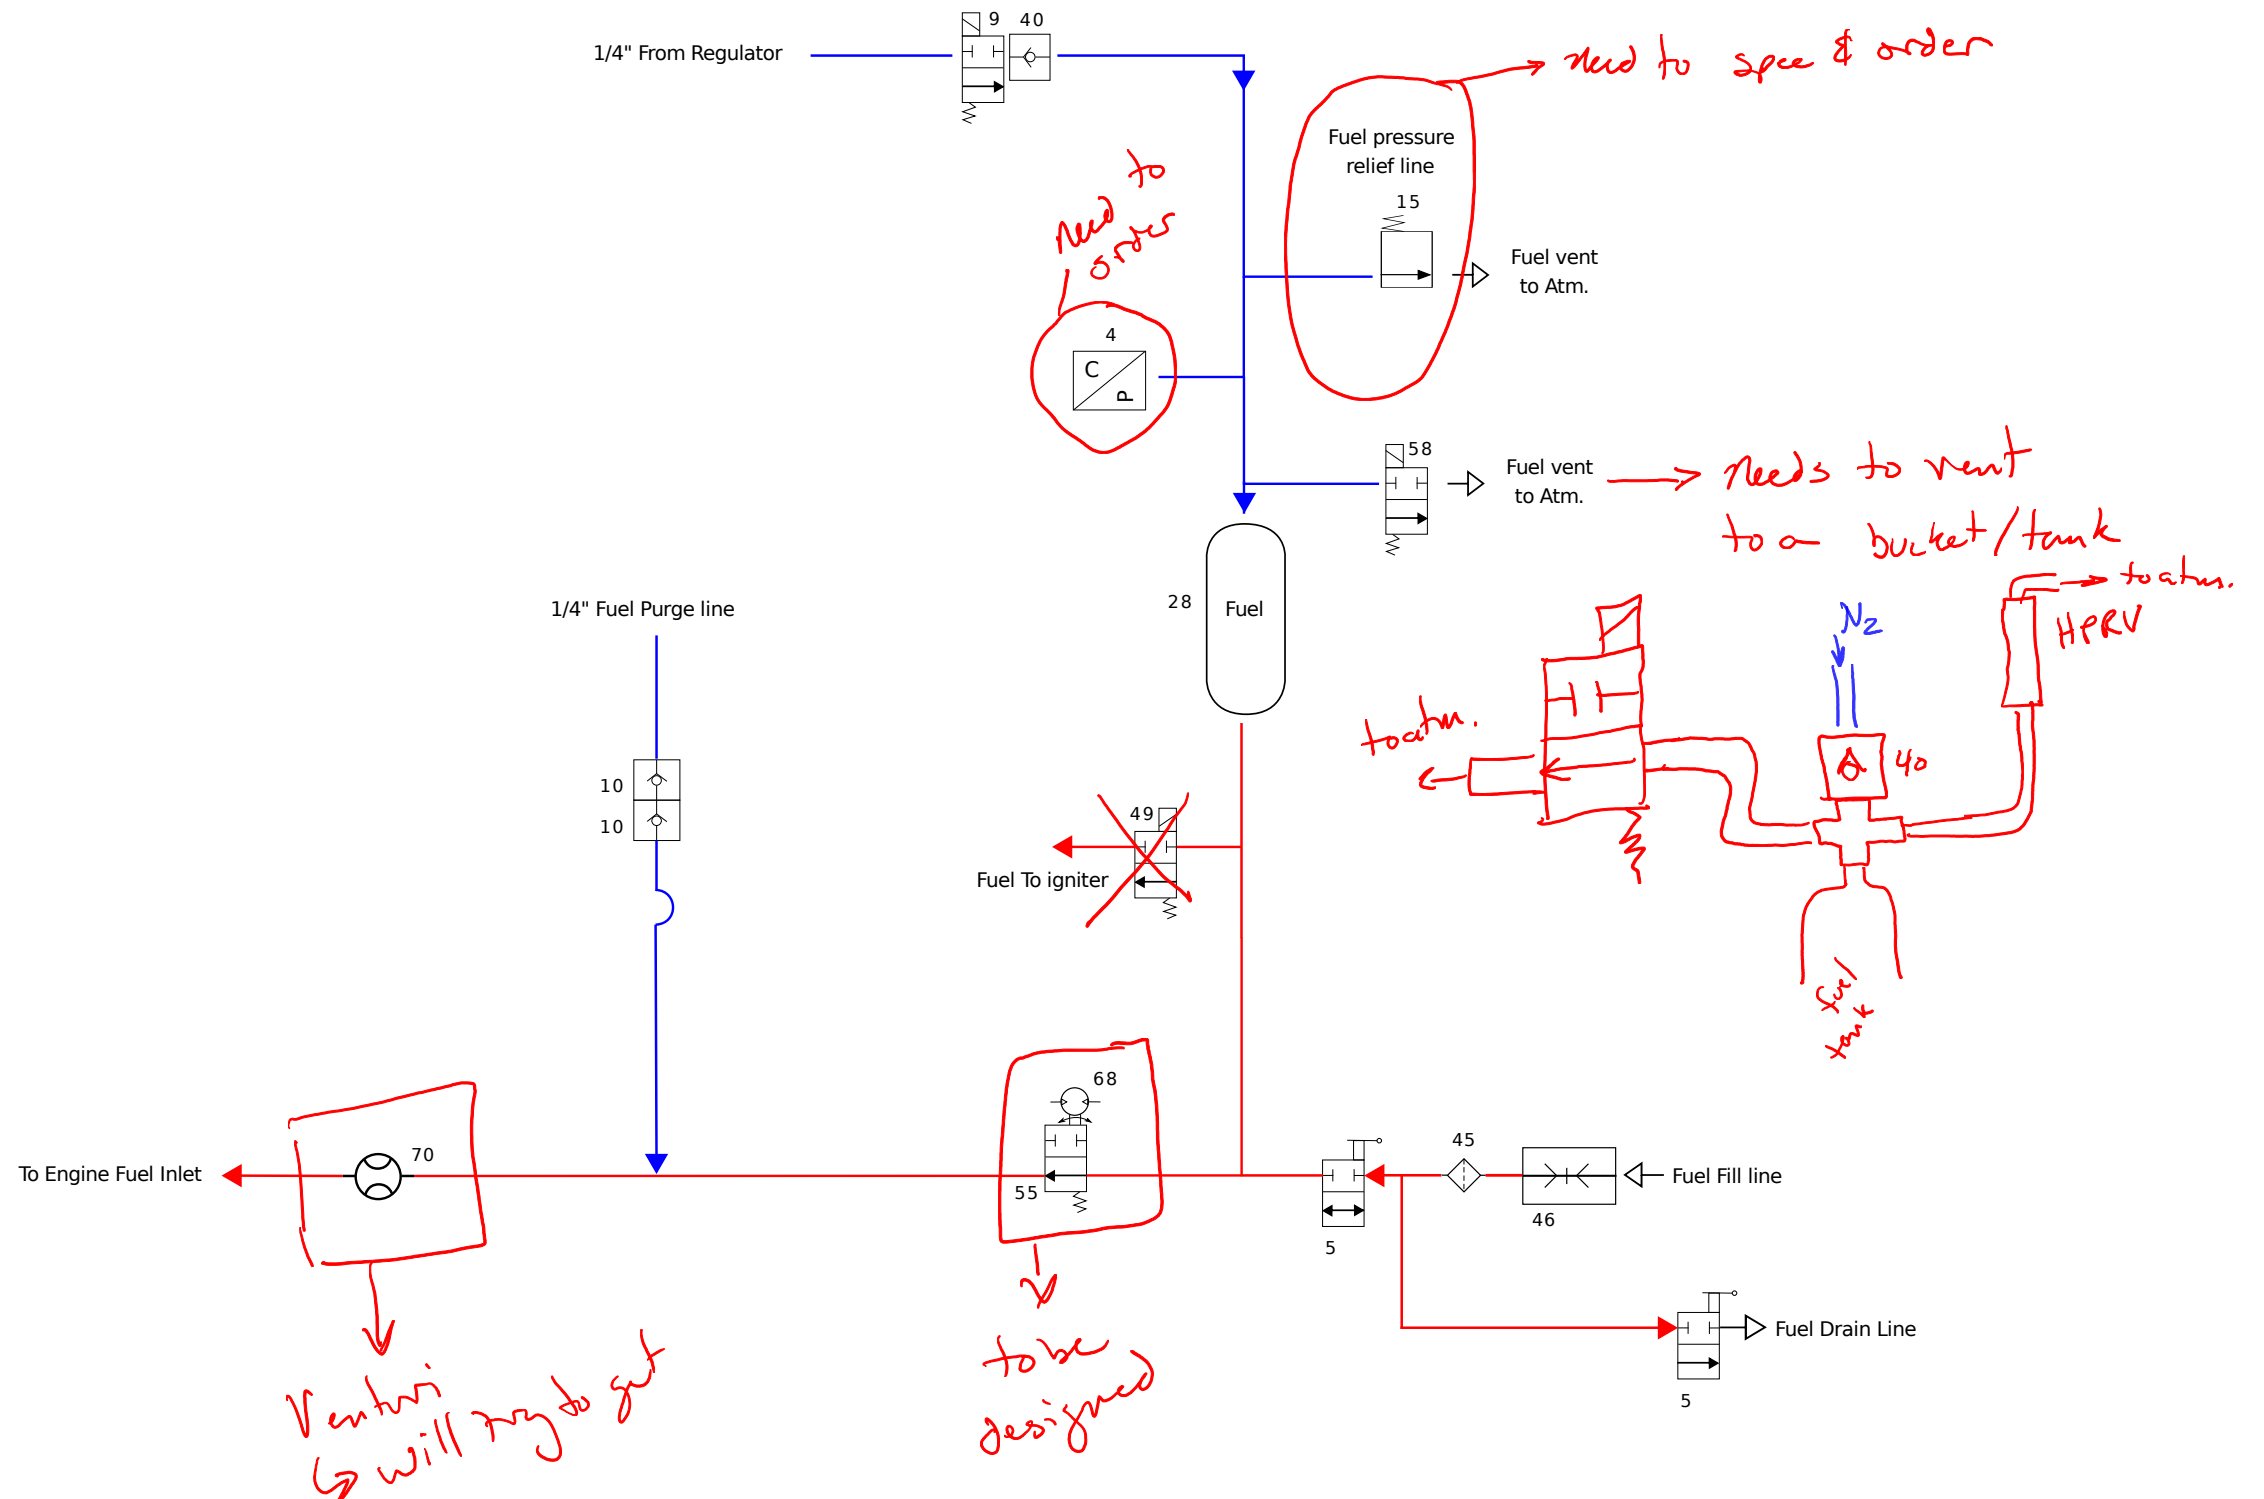 9 40
1/4" From Regulator
need to spec & order
Fuel pressure
relief line
15
need to
order
Fuel vent
to Atm.
4
C
P
58
Fuel vent
to Atm.
needs to vent
to a bucket/tank
to atm.
HPRV
N2
28
Fuel
1/4" Fuel Purge line
to atm.
40
10
10
49
Fuel To igniter
fuel
tank
68
55
70
To Engine Fuel Inlet
45
Fuel Fill line
46
5
Fuel Drain Line
5
to be
designed
Venturi
will try to get